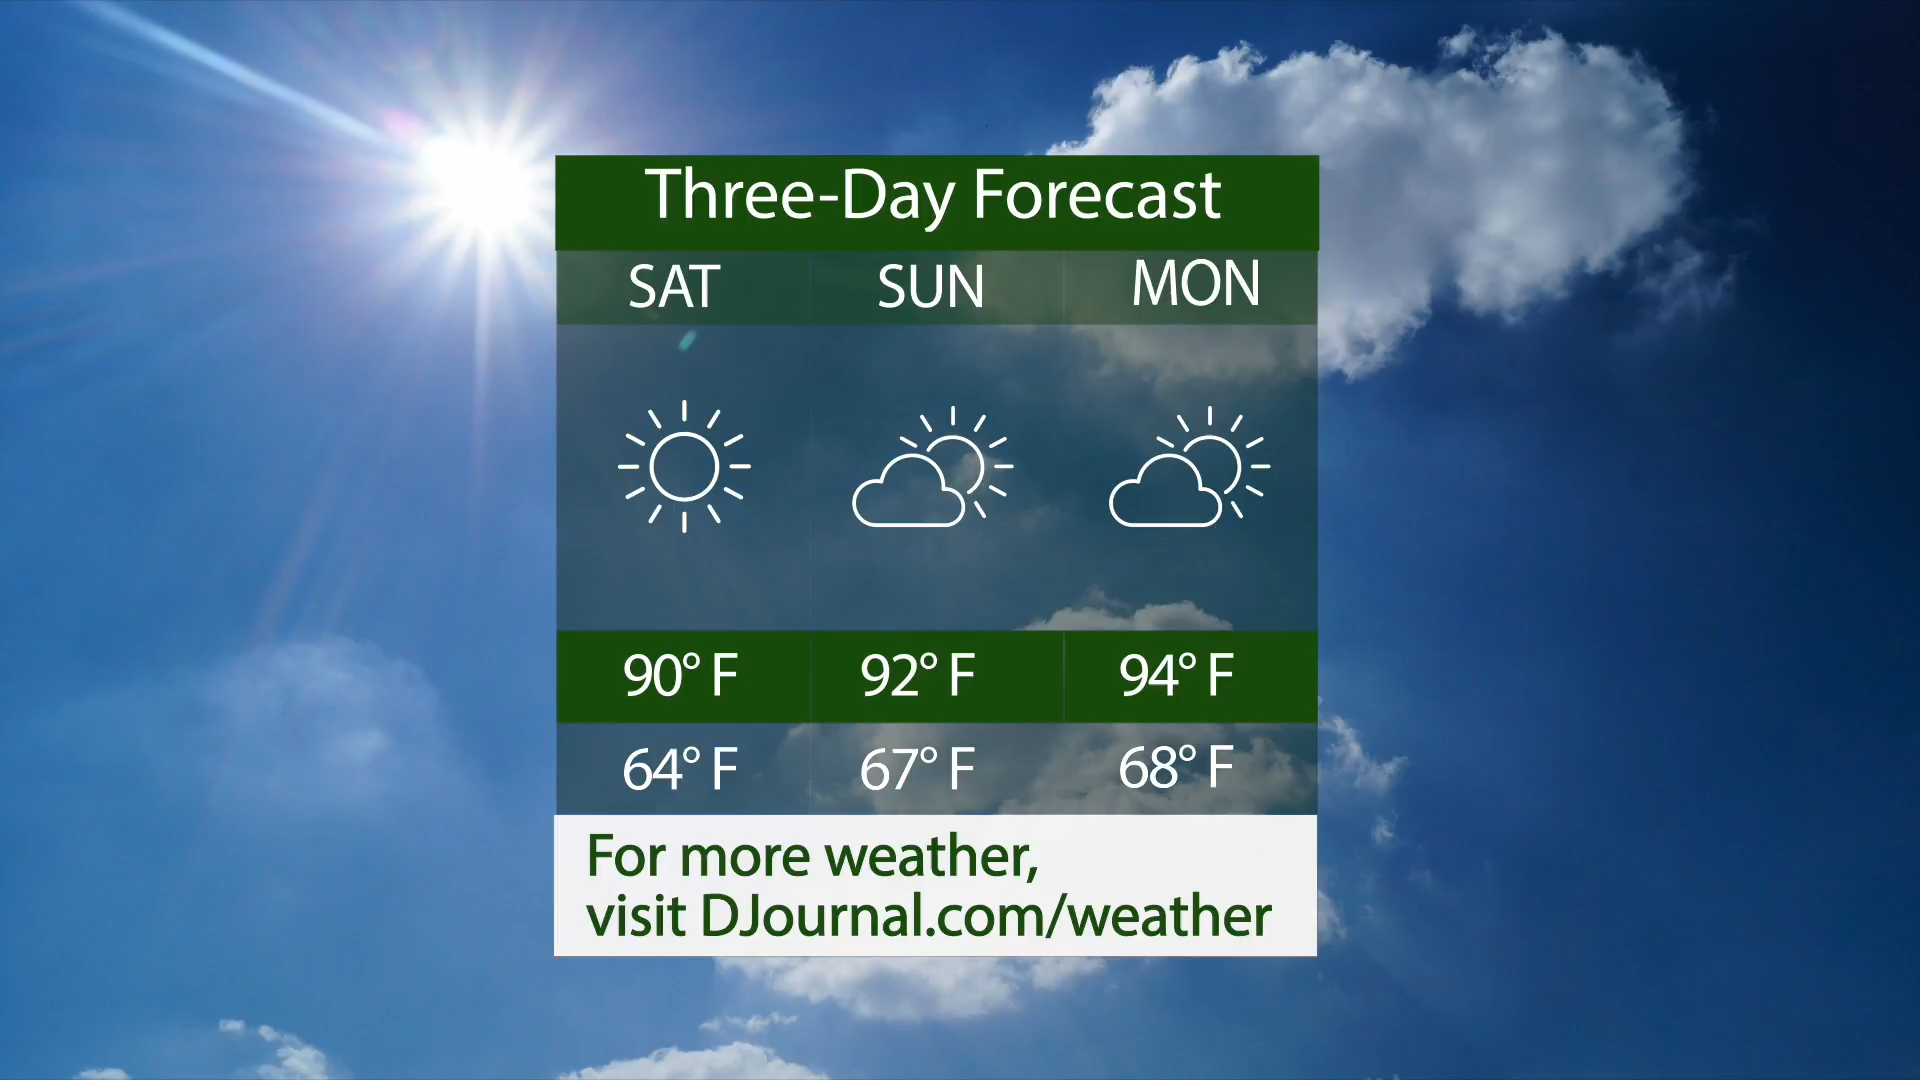 Three-Day Forecast
SAT SUN MON
90° F 92° F 94° F
64° F 67° F 68° F
For more weather,
visit DJournal.com/weather